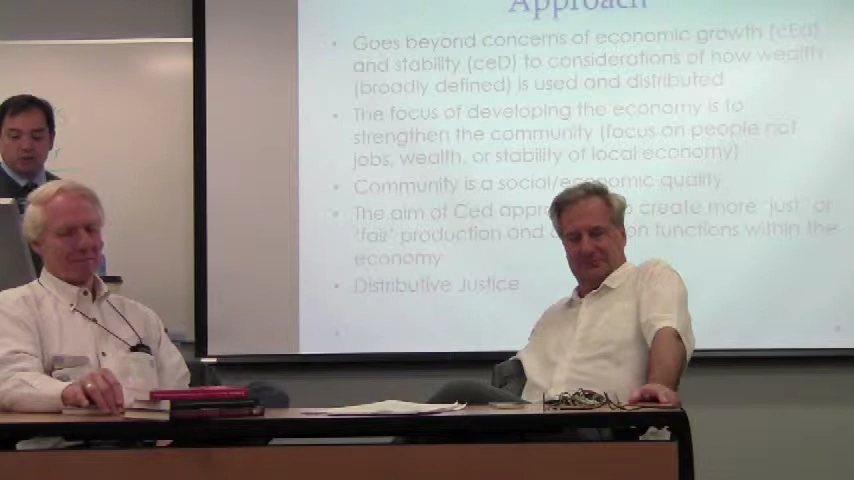 Approach
• Goes beyond concerns of economic growth (cEd)
and stability (ceD) to considerations of how wealth
(broadly defined) is used and distributed
• The focus of developing the economy is to
strengthen the community (focus on people not
jobs, wealth, or stability of local economy)
• Community is a social/economic quality
• The aim of Ced create more 'just' or
'fair' production and functions within the
economy
• Distributive Justice